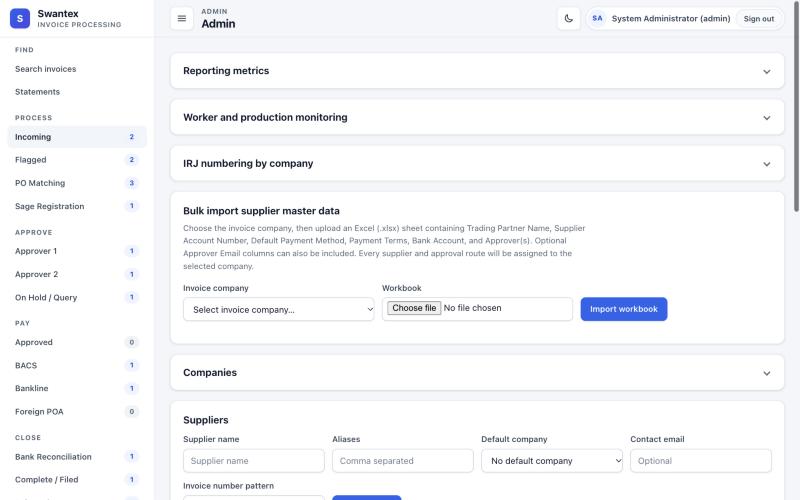 S
Swantex
INVOICE PROCESSING
FIND
Search invoices
Statements
PROCESS
Incoming 2
Flagged 2
PO Matching 3
Sage Registration 1
APPROVE
Approver 1 1
Approver 2 1
On Hold / Query 1
PAY
Approved 0
BACS 1
Bankline 1
Foreign POA 0
CLOSE
Bank Reconciliation 1
Complete / Filed 1
ADMIN
Admin
SA System Administrator (admin) Sign out
Reporting metrics
Worker and production monitoring
IRJ numbering by company
Bulk import supplier master data
Choose the invoice company, then upload an Excel (.xlsx) sheet containing Trading Partner Name, Supplier
Account Number, Default Payment Method, Payment Terms, Bank Account, and Approver(s). Optional
Approver Email columns can also be included. Every supplier and approval route will be assigned to the
selected company.
Invoice company Workbook
Select invoice company... Choose file No file chosen Import workbook
Companies
Suppliers
Supplier name Aliases Default company Contact email
Supplier name Comma separated No default company Optional
Invoice number pattern